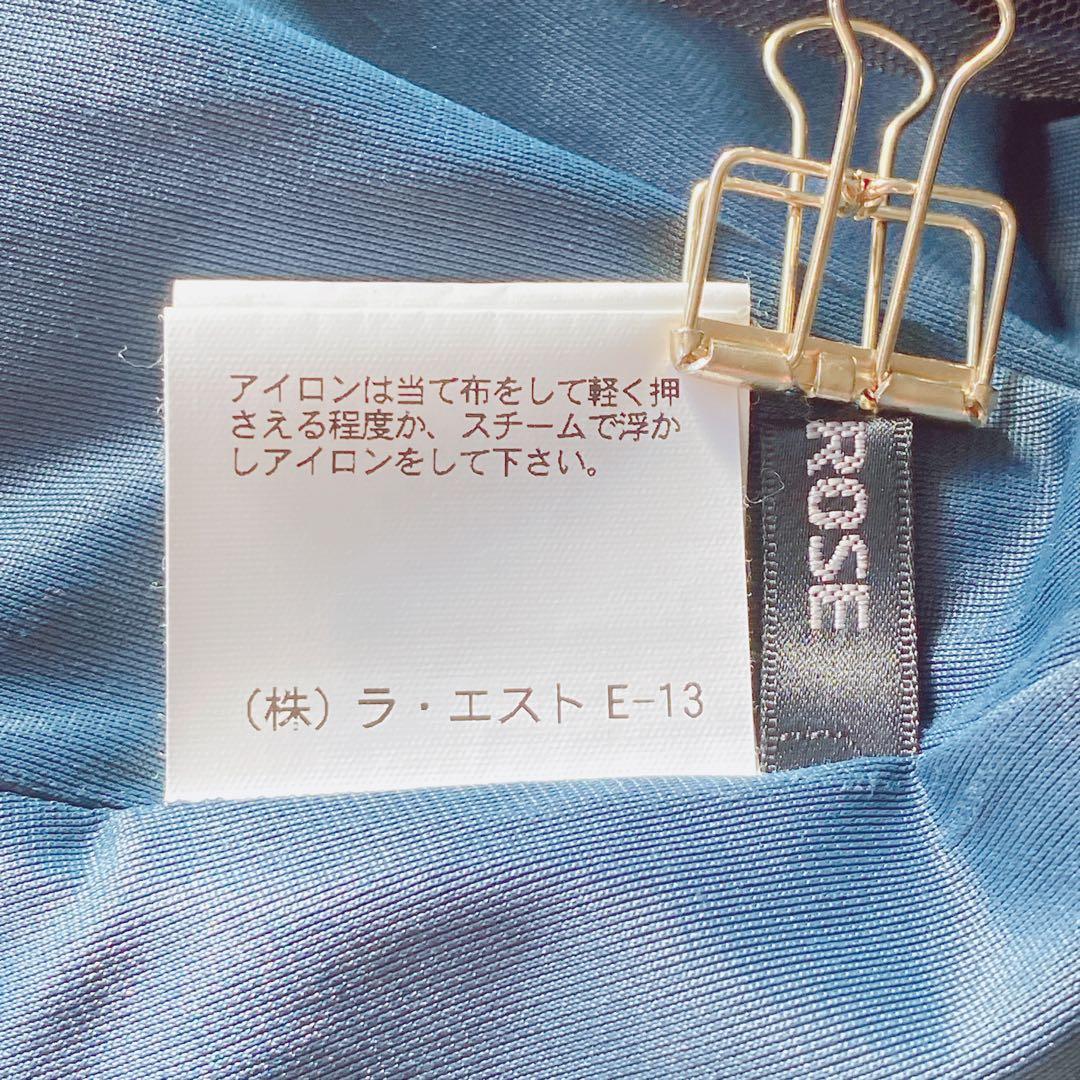 アイロンは当て布をして軽く押
さえる程度か、スチームで浮か
しアイロンをして下さい。
(株)ラ・エスト E-13
ROSE